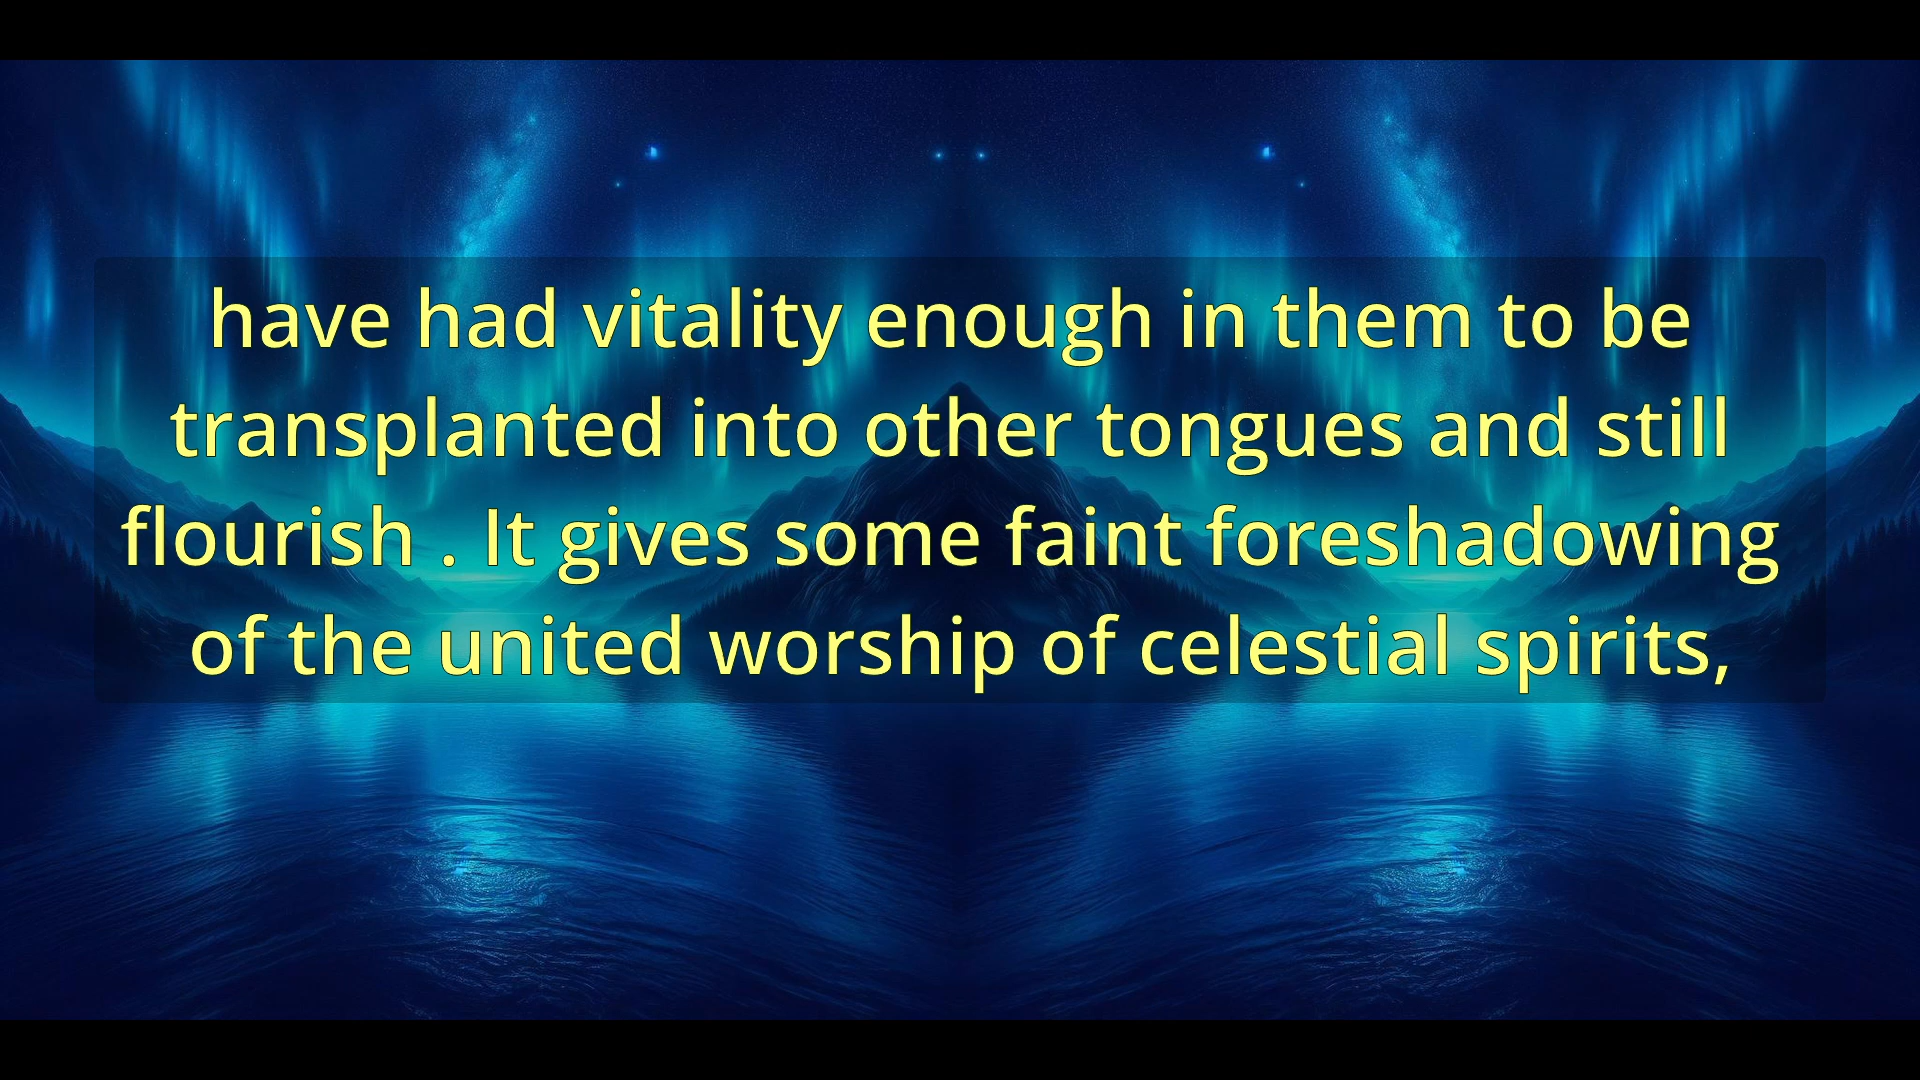 have had vitality enough in them to be
transplanted into other tongues and still
flourish . It gives some faint foreshadowing
of the united worship of celestial spirits,